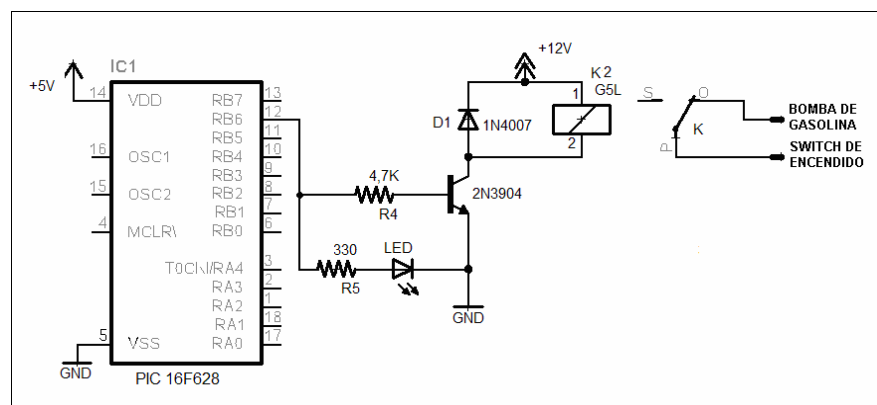 IC1
+5V
14 VDD
RB7 13
RB6 12
RB5 11
16 OSC1
RB4 10
RB3 9
15 OSC2
RB2 8
RB1 7
4 MCLR\
RB0 6
T0CKI/RA4 3
RA3 2
RA2 1
RA1 18
5 VSS
RA0 17
GND
PIC 16F628
4,7K
R4
330
R5
LED
2N3904
GND
+12V
D1 1N4007
K2
G5L
1
2
S
O
K
P
BOMBA DE
GASOLINA
SWITCH DE
ENCENDIDO